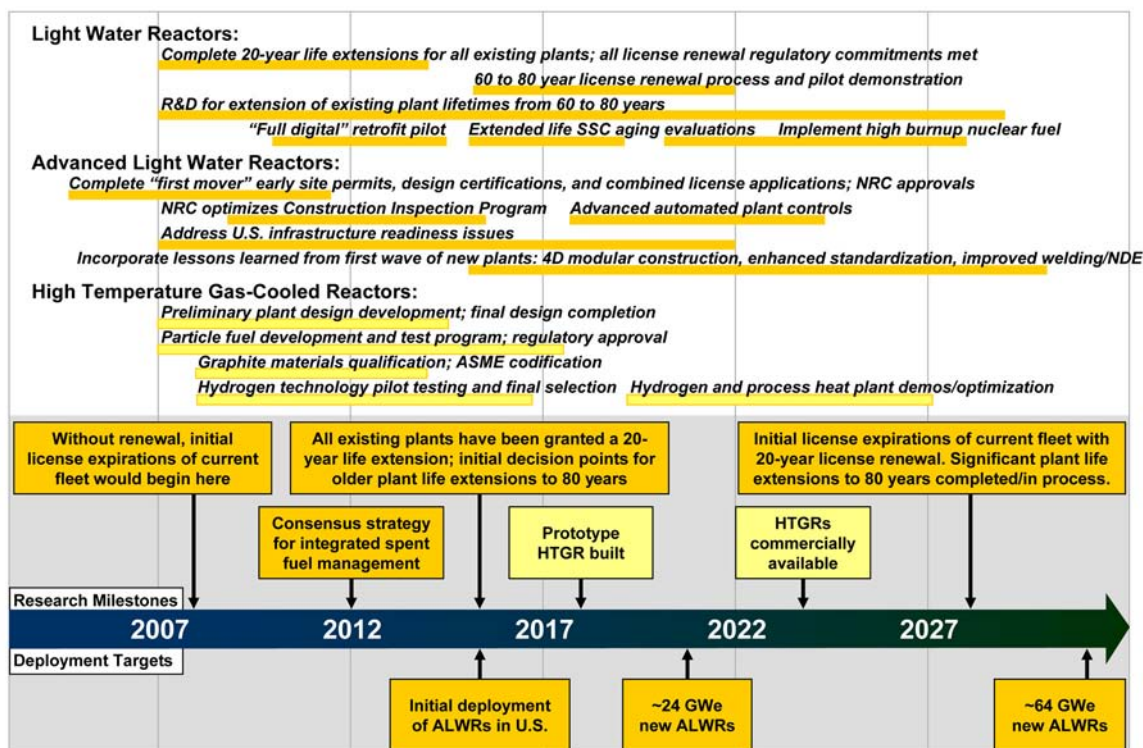 Light Water Reactors:
Complete 20-year life extensions for all existing plants; all license renewal regulatory commitments met
60 to 80 year license renewal process and pilot demonstration
R&D for extension of existing plant lifetimes from 60 to 80 years
“Full digital” retrofit pilot Extended life SSC aging evaluations Implement high burnup nuclear fuel
Advanced Light Water Reactors:
Complete “first mover” early site permits, design certifications, and combined license applications; NRC approvals
NRC optimizes Construction Inspection Program Advanced automated plant controls
Address U.S. infrastructure readiness issues
Incorporate lessons learned from first wave of new plants: 4D modular construction, enhanced standardization, improved welding/NDE
High Temperature Gas-Cooled Reactors:
Preliminary plant design development; final design completion
Particle fuel development and test program; regulatory approval
Graphite materials qualification; ASME codification
Hydrogen technology pilot testing and final selection Hydrogen and process heat plant demos/optimization
Without renewal, initial
license expirations of current
fleet would begin here
All existing plants have been granted a 20-
year life extension; initial decision points for
older plant life extensions to 80 years
Initial license expirations of current fleet with
20-year license renewal. Significant plant life
extensions to 80 years completed/in process.
Consensus strategy
for integrated spent
fuel management
Prototype
HTGR built
HTGRs
commercially
available
Research Milestones
2007 2012 2017 2022 2027
Deployment Targets
Initial deployment
of ALWRs in U.S.
~24 GWe
new ALWRs
~64 GWe
new ALWRs